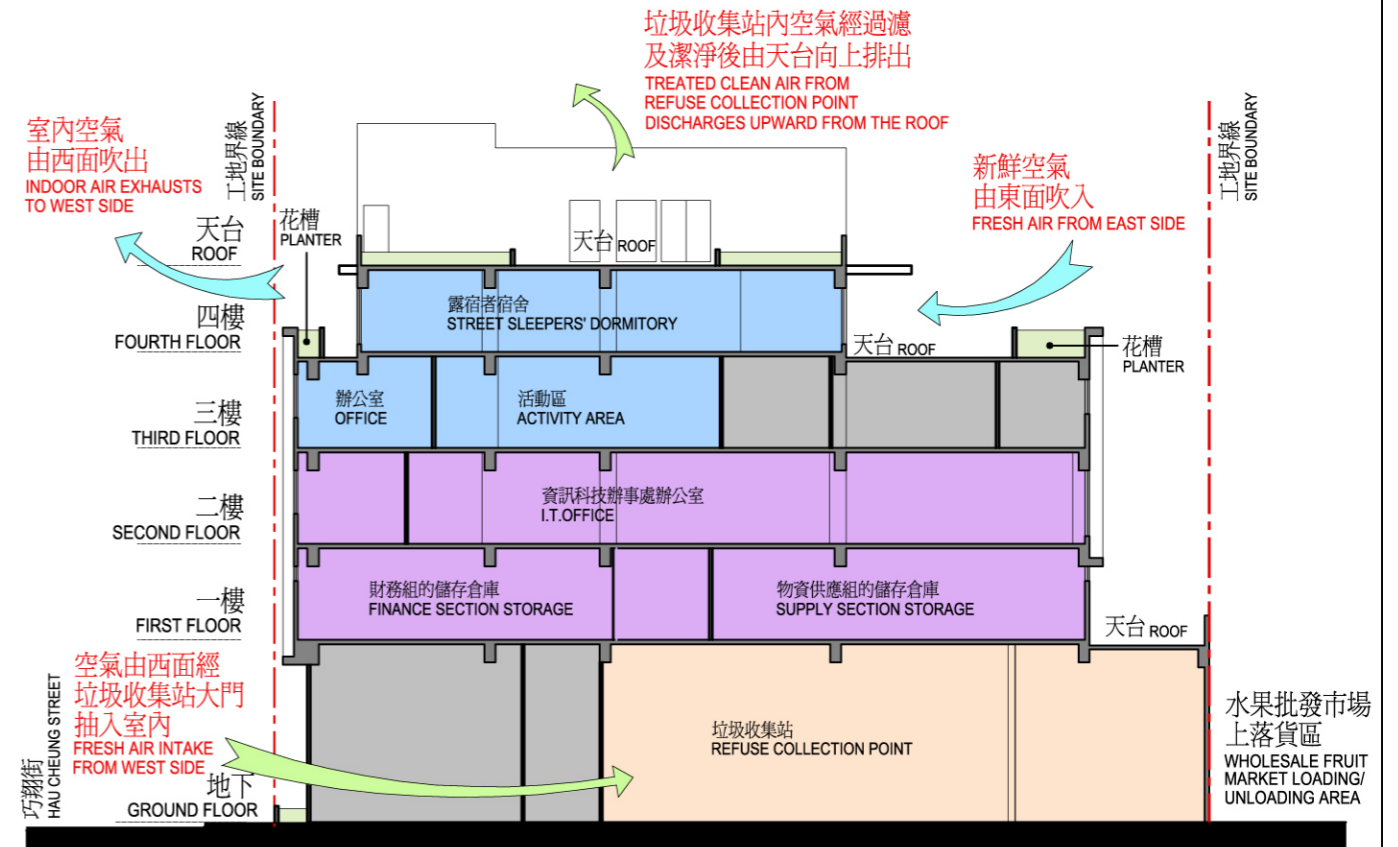 垃圾收集站內空氣經過濾
及潔淨後由天台向上排出
TREATED CLEAN AIR FROM
REFUSE COLLECTION POINT
DISCHARGES UPWARD FROM THE ROOF
室內空氣
由西面吹出
INDOOR AIR EXHAUSTS
TO WEST SIDE
工地界線
SITE BOUNDARY
新鮮空氣
由東面吹入
FRESH AIR FROM EAST SIDE
工地界線
SITE BOUNDARY
天台
ROOF
花槽
PLANTER
天台 ROOF
四樓
FOURTH FLOOR
露宿者宿舍
STREET SLEEPERS' DORMITORY
天台 ROOF
花槽
PLANTER
三樓
THIRD FLOOR
辦公室
OFFICE
活動區
ACTIVITY AREA
二樓
SECOND FLOOR
資訊科技辦事處辦公室
I.T.OFFICE
一樓
FIRST FLOOR
財務組的儲存倉庫
FINANCE SECTION STORAGE
物資供應組的儲存倉庫
SUPPLY SECTION STORAGE
天台 ROOF
空氣由西面經
垃圾收集站大門
抽入室內
FRESH AIR INTAKE
FROM WEST SIDE
巧翔街
HAU CHEUNG STREET
地下
GROUND FLOOR
垃圾收集站
REFUSE COLLECTION POINT
水果批發市場
上落貨區
WHOLESALE FRUIT
MARKET LOADING/
UNLOADING AREA